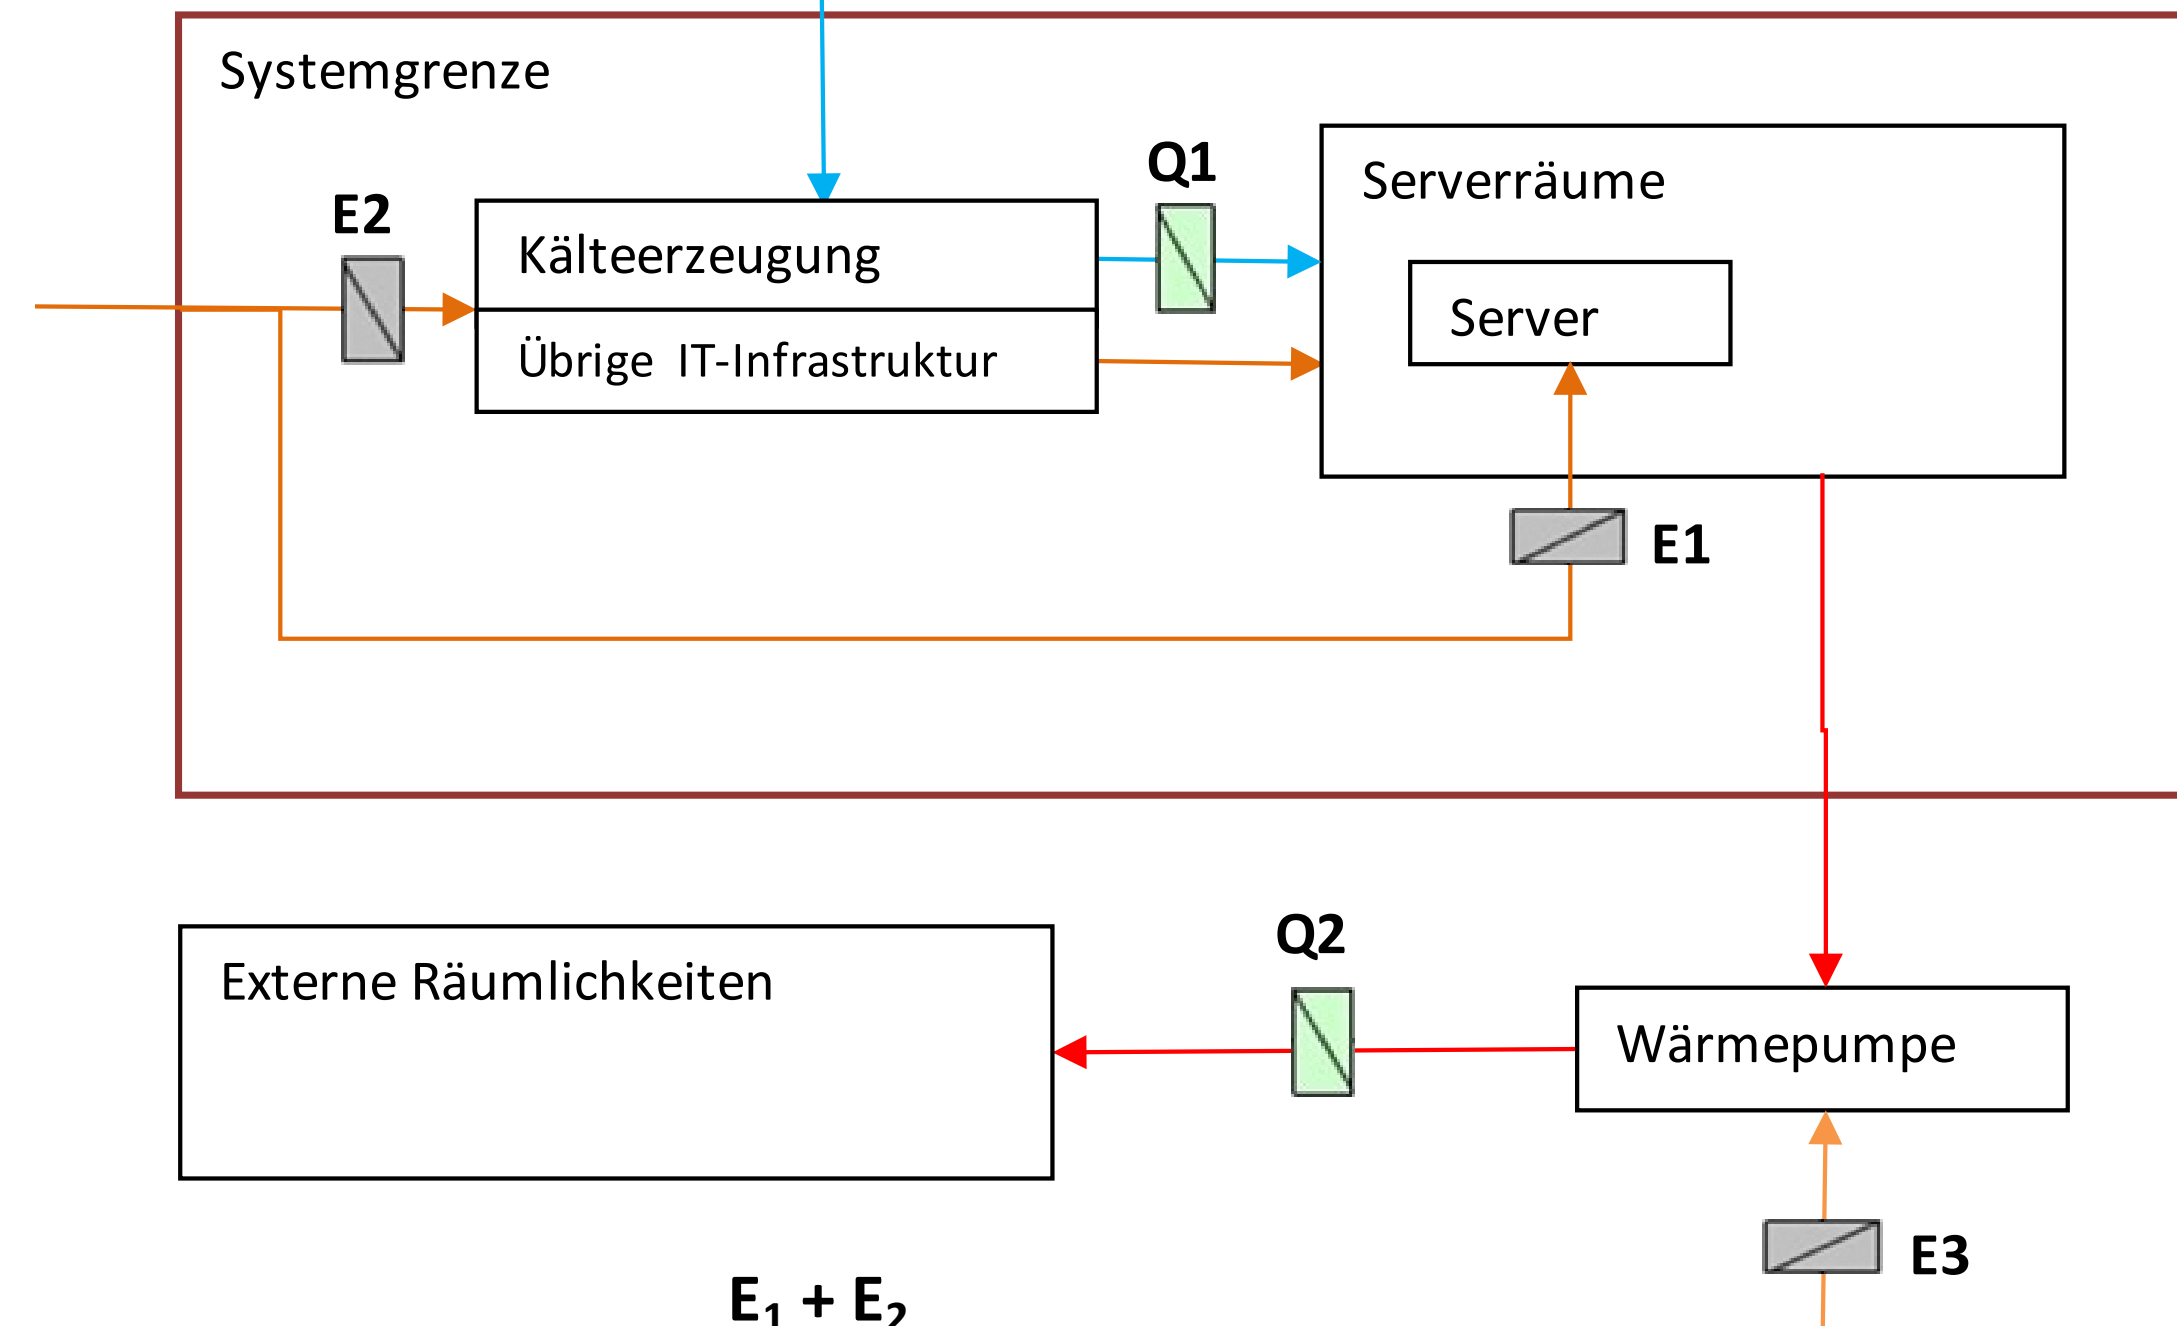 Systemgrenze
Q1
Serverräume
E2
Kälteerzeugung
Server
Übrige IT-Infrastruktur
E1
Q2
Externe Räumlichkeiten
Wärmepumpe
E3
E₁ + E₂